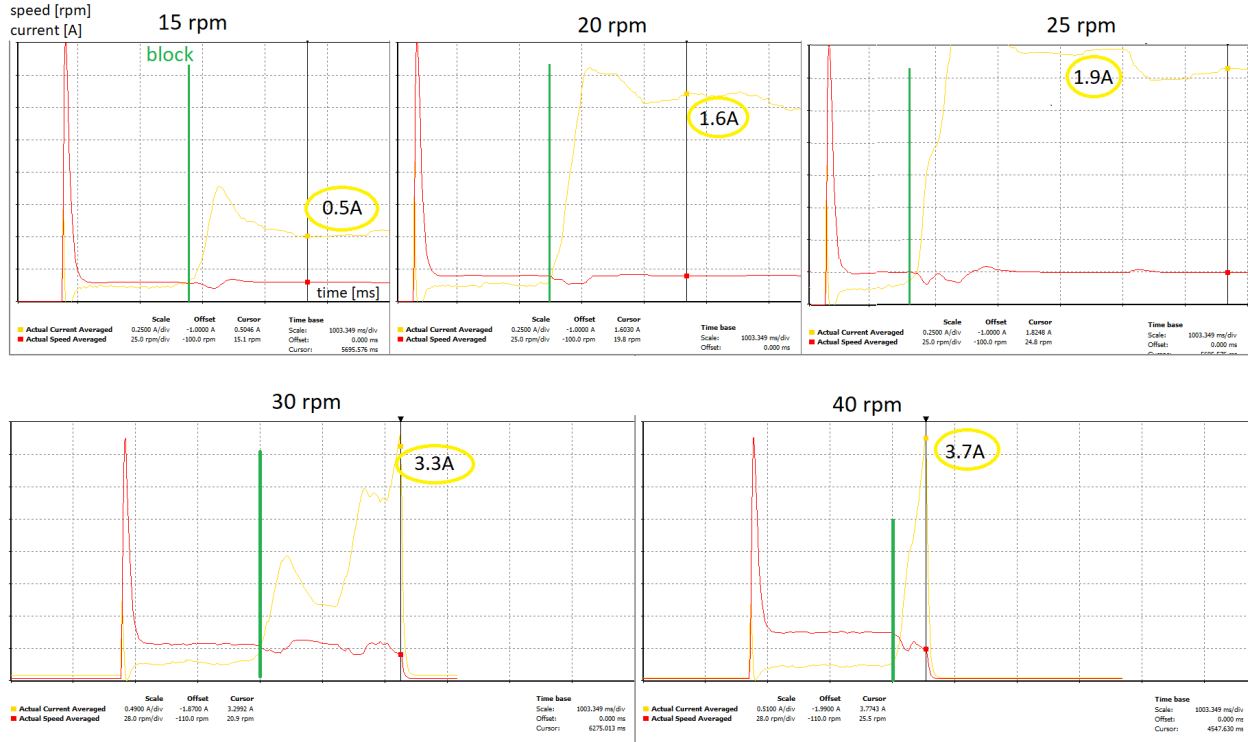 speed [rpm]
current [A]
15 rpm
20 rpm
25 rpm
block
0.5A
1.6A
1.9A
time [ms]
Scale Offset Cursor Time base
Actual Current Averaged 0.2500 A/div -1.0000 A 0.5046 A Scale: 1003.349 ms/div
Actual Speed Averaged 25.0 rpm/div -100.0 rpm 15.1 rpm Offset: 0.000 ms
Cursor: 5695.576 ms
Scale Offset Cursor Time base
Actual Current Averaged 0.2500 A/div -1.0000 A 1.6030 A Scale: 1003.349 ms/div
Actual Speed Averaged 25.0 rpm/div -100.0 rpm 19.8 rpm Offset: 0.000 ms
Scale Offset Cursor Time base
Actual Current Averaged 0.2500 A/div -1.0000 A 1.8248 A Scale: 1003.349 ms/div
Actual Speed Averaged 25.0 rpm/div -100.0 rpm 24.8 rpm Offset: 0.000 ms
30 rpm
40 rpm
3.3A
3.7A
Scale Offset Cursor Time base
Actual Current Averaged 0.4900 A/div -1.8700 A 3.2992 A Scale: 1003.349 ms/div
Actual Speed Averaged 28.0 rpm/div -110.0 rpm 20.9 rpm Offset: 0.000 ms
Cursor: 6275.013 ms
Scale Offset Cursor Time base
Actual Current Averaged 0.5100 A/div -1.9900 A 3.7743 A Scale: 1003.349 ms/div
Actual Speed Averaged 28.0 rpm/div -110.0 rpm 25.5 rpm Offset: 0.000 ms
Cursor: 4547.630 ms